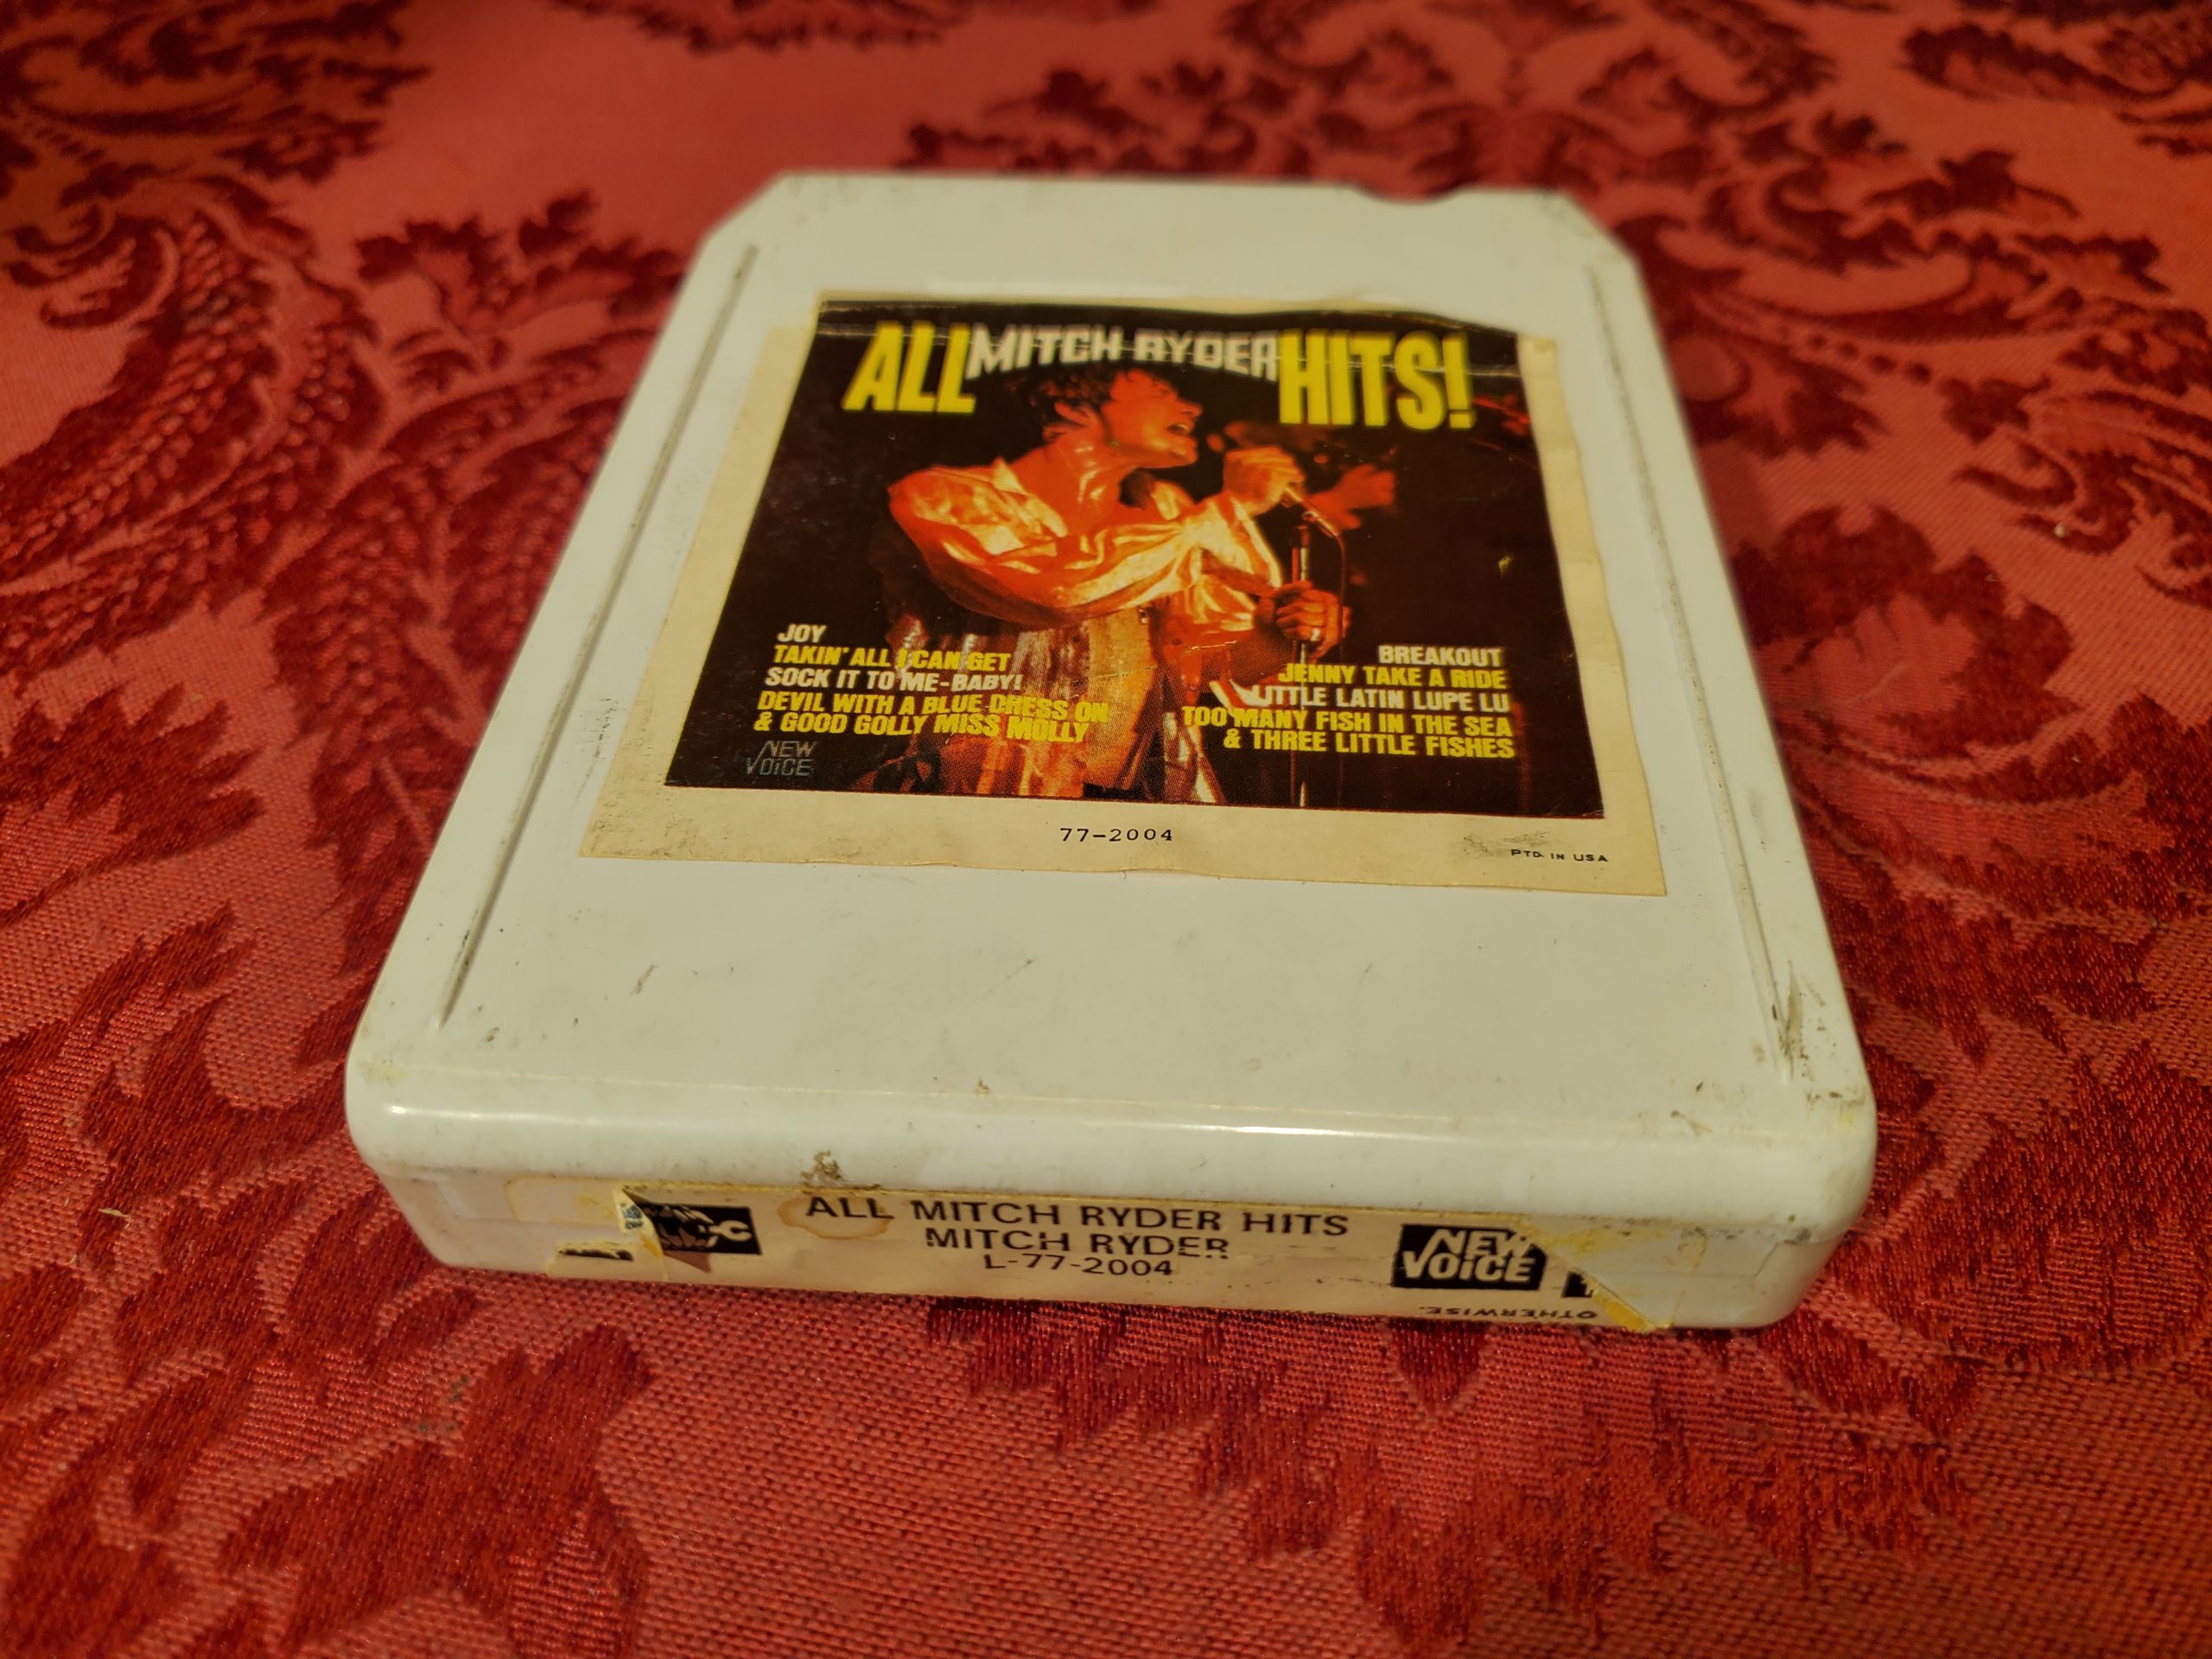 ALL MITCH RYDER HITS!
JOY
TAKIN' ALL I CAN GET
SOCK IT TO ME-BABY!
DEVIL WITH A BLUE DRESS ON
& GOOD GOLLY MISS MOLLY
NEW
VOICE
BREAKOUT
JENNY TAKE A RIDE
LITTLE LATIN LUPE LU
TOO MANY FISH IN THE SEA
& THREE LITTLE FISHES
77-2004
PTD. IN USA
ALL MITCH RYDER HITS
MITCH RYDER
L-77-2004
NEW
VOICE
OTHERWISE.